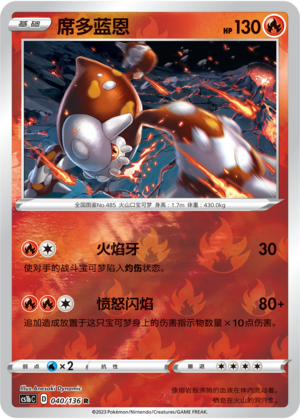 基础 席多蓝恩 HP 130
全国图鉴No.485 火山口宝可梦 身高：1.7m 体重：430.0kg
火焰牙 30
使对手的战斗宝可梦陷入灼伤状态。
愤怒闪焰 80+
追加造成放置于这只宝可梦身上的伤害指示物数量×10点伤害。
弱点 ×2 抵抗力 撤退
Illus. Anesaki Dynamic
CS1bC D 040/136 R
©2023 Pokémon/Nintendo/Creatures/GAME FREAK.